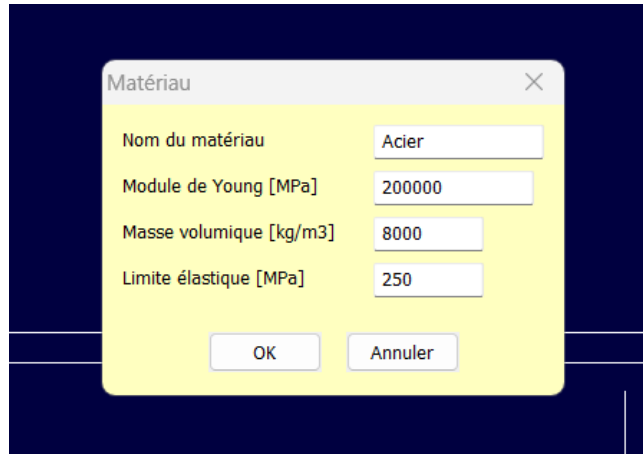 Matériau
Nom du matériau Acier
Module de Young [MPa] 200000
Masse volumique [kg/m3] 8000
Limite élastique [MPa] 250
OK Annuler